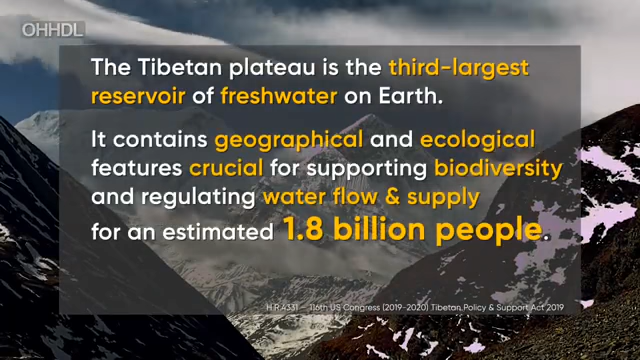 OHHDL
The Tibetan plateau is the third-largest
reservoir of freshwater on Earth.
It contains geographical and ecological
features crucial for supporting biodiversity
and regulating water flow & supply
for an estimated 1.8 billion people.
H.R.4331 – 116th US Congress (2019-2020) Tibetan Policy & Support Act 2019